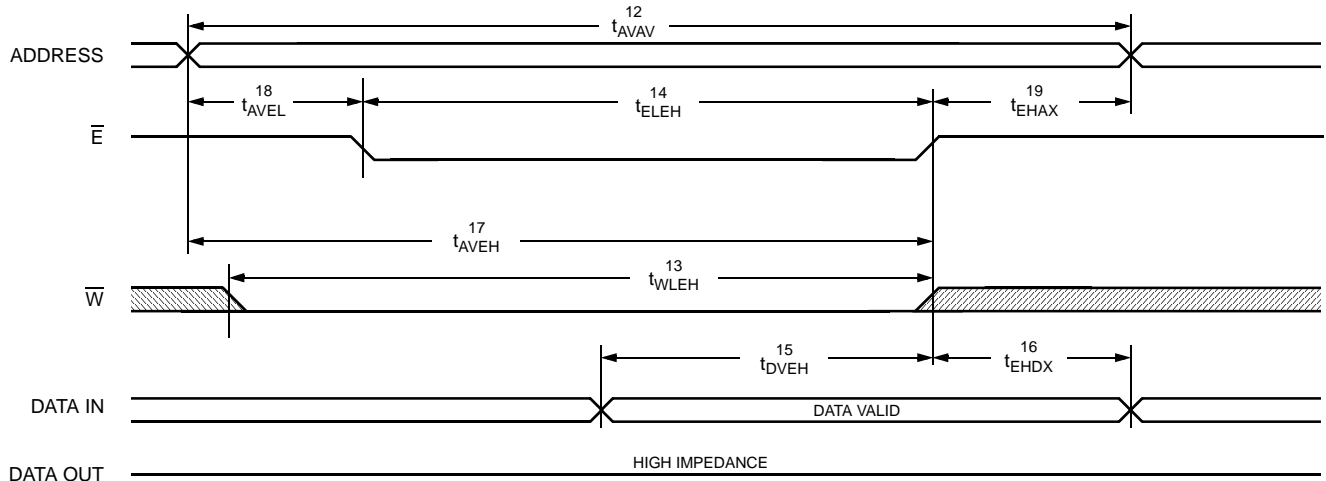 12
tAVAV
ADDRESS
18
tAVEL
14
tELEH
19
tEHAX
E̅
17
tAVEH
13
tWLEH
W̅
15
tDVEH
16
tEHDX
DATA IN
DATA VALID
DATA OUT
HIGH IMPEDANCE